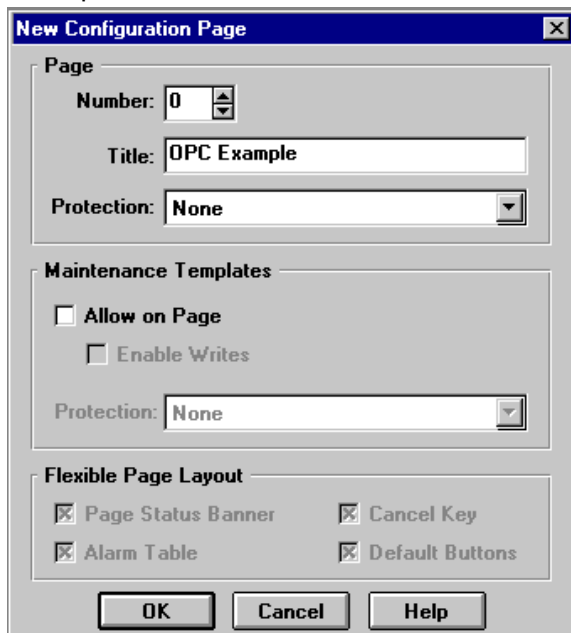 New Configuration Page
Page
Number: 0
Title: OPC Example
Protection: None
Maintenance Templates
Allow on Page
Enable Writes
Protection: None
Flexible Page Layout
Page Status Banner Cancel Key
Alarm Table Default Buttons
OK Cancel Help